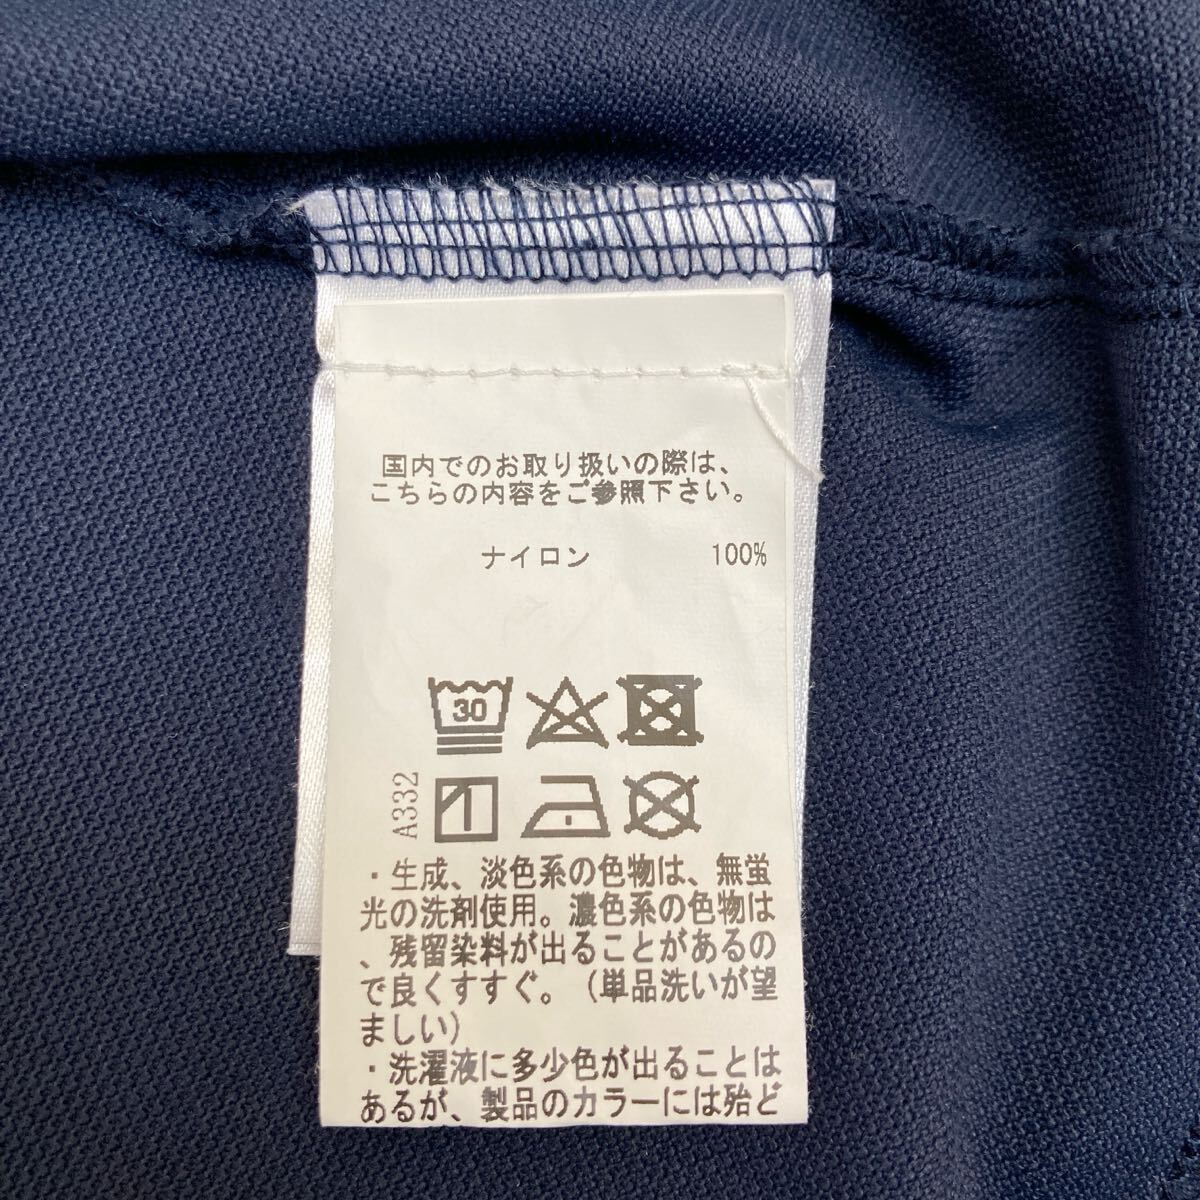 国内でのお取り扱いの際は、
こちらの内容をご参照下さい。
ナイロン 100%
30
A332
・生成、淡色系の色物は、無蛍
光の洗剤使用。濃色系の色物は
、残留染料が出ることがあるの
で良くすすぐ。（単品洗いが望
ましい）
・洗濯液に多少色が出ることは
あるが、製品のカラーには殆ど